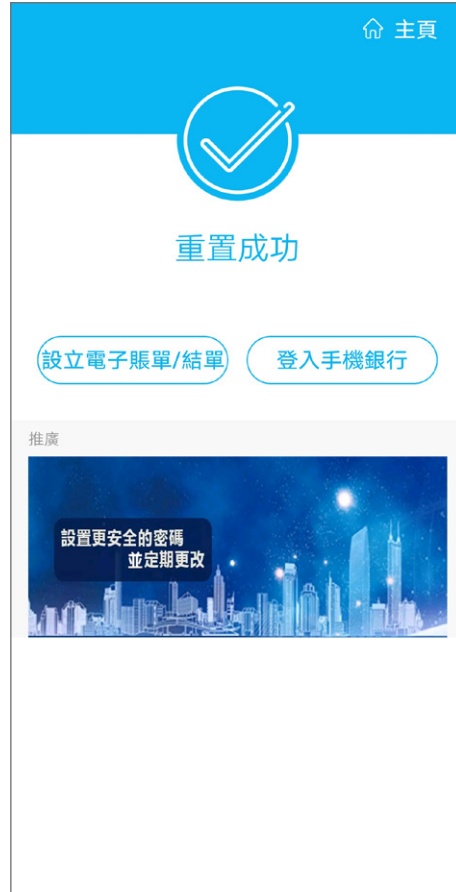 主頁
重置成功
設立電子賬單/結單
登入手機銀行
推廣
設置更安全的密碼
並定期更改